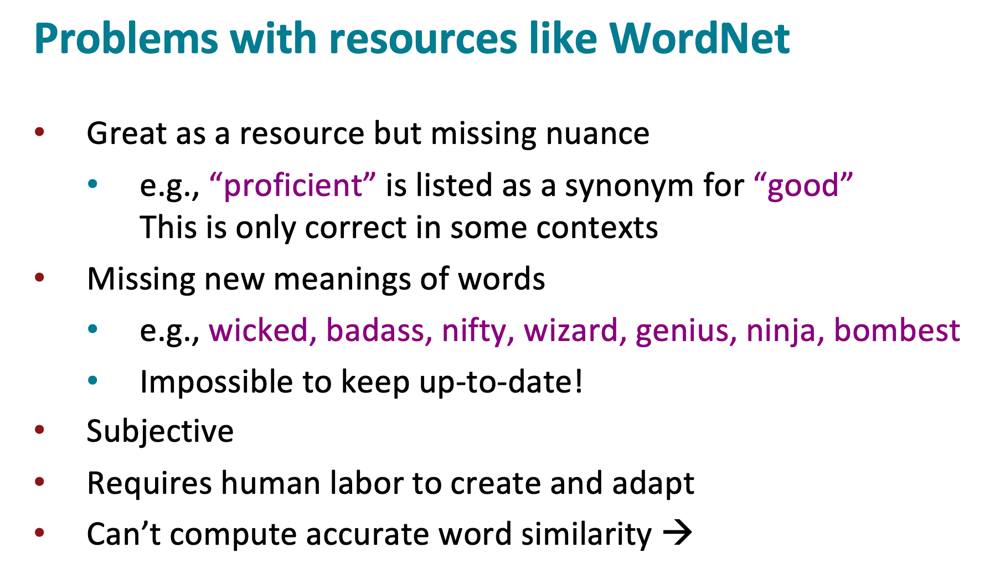 Problems with resources like WordNet
• Great as a resource but missing nuance
• e.g., “proficient” is listed as a synonym for “good”
This is only correct in some contexts
• Missing new meanings of words
• e.g., wicked, badass, nifty, wizard, genius, ninja, bombest
• Impossible to keep up-to-date!
• Subjective
• Requires human labor to create and adapt
• Can’t compute accurate word similarity →